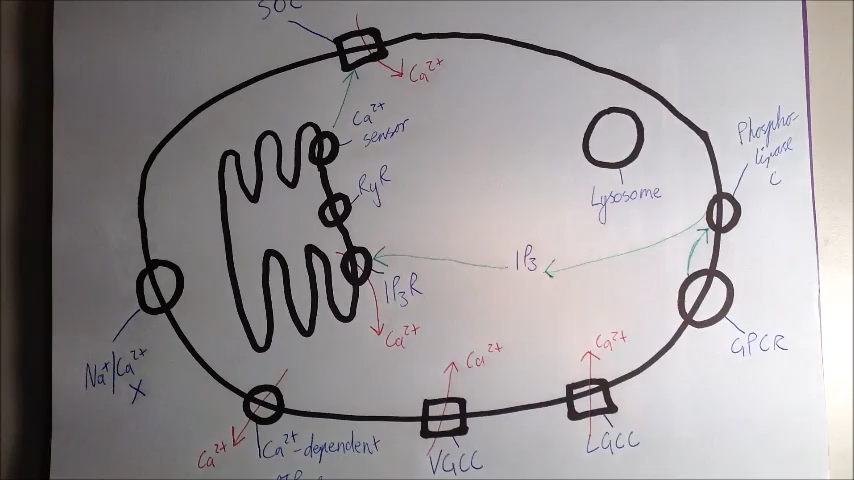 SOC
Ca²⁺
Ca²⁺
sensor
Phospho-
lipase
C
RyR
Lysosome
IP₃
IP₃R
Ca²⁺
GPCR
Na⁺/Ca²⁺
X
Ca²⁺
Ca²⁺
Ca²⁺
Ca²⁺-dependent
VGCC
LGCC